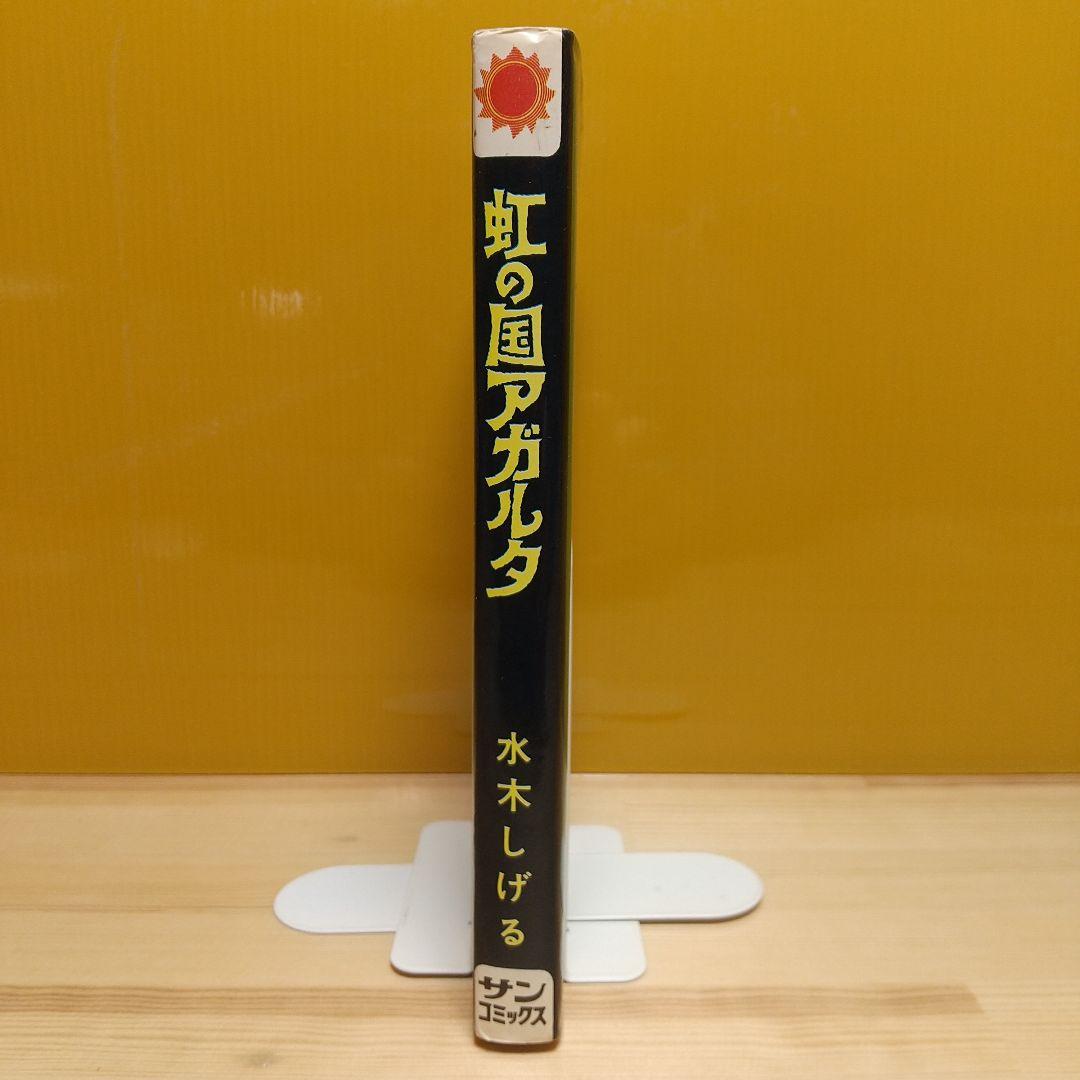 虹の国アガルタ
水木しげる
サン
コミックス